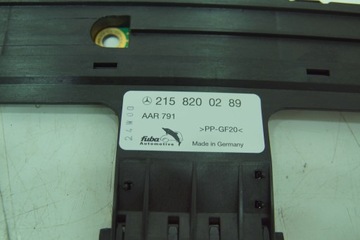 215 820 02 89
AAR 791
>PP-GF20<
fuba
Automotive
Made in Germany